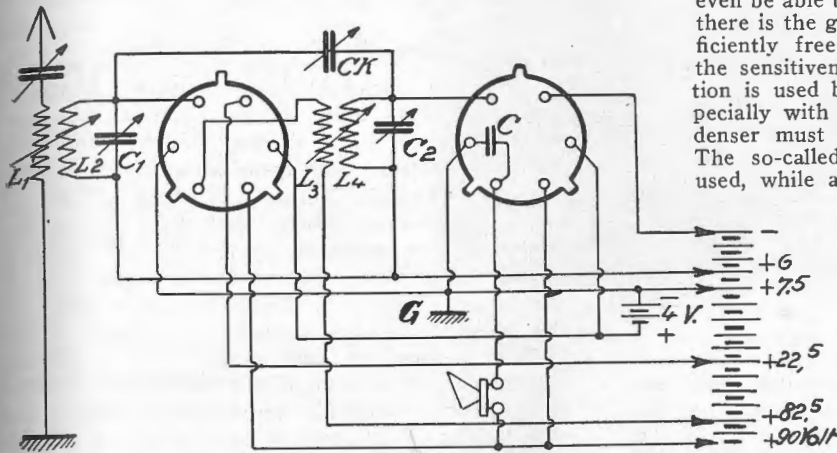 even be able t
there is the g
ficiently free
the sensitiven
tion is used b
pecially with
denser must
The so-called
used, while a
CK
C1
C2
C
L1
L2
L3
L4
G
4 V.
−
+
−
+6
+7.5
+22,5
+82,5